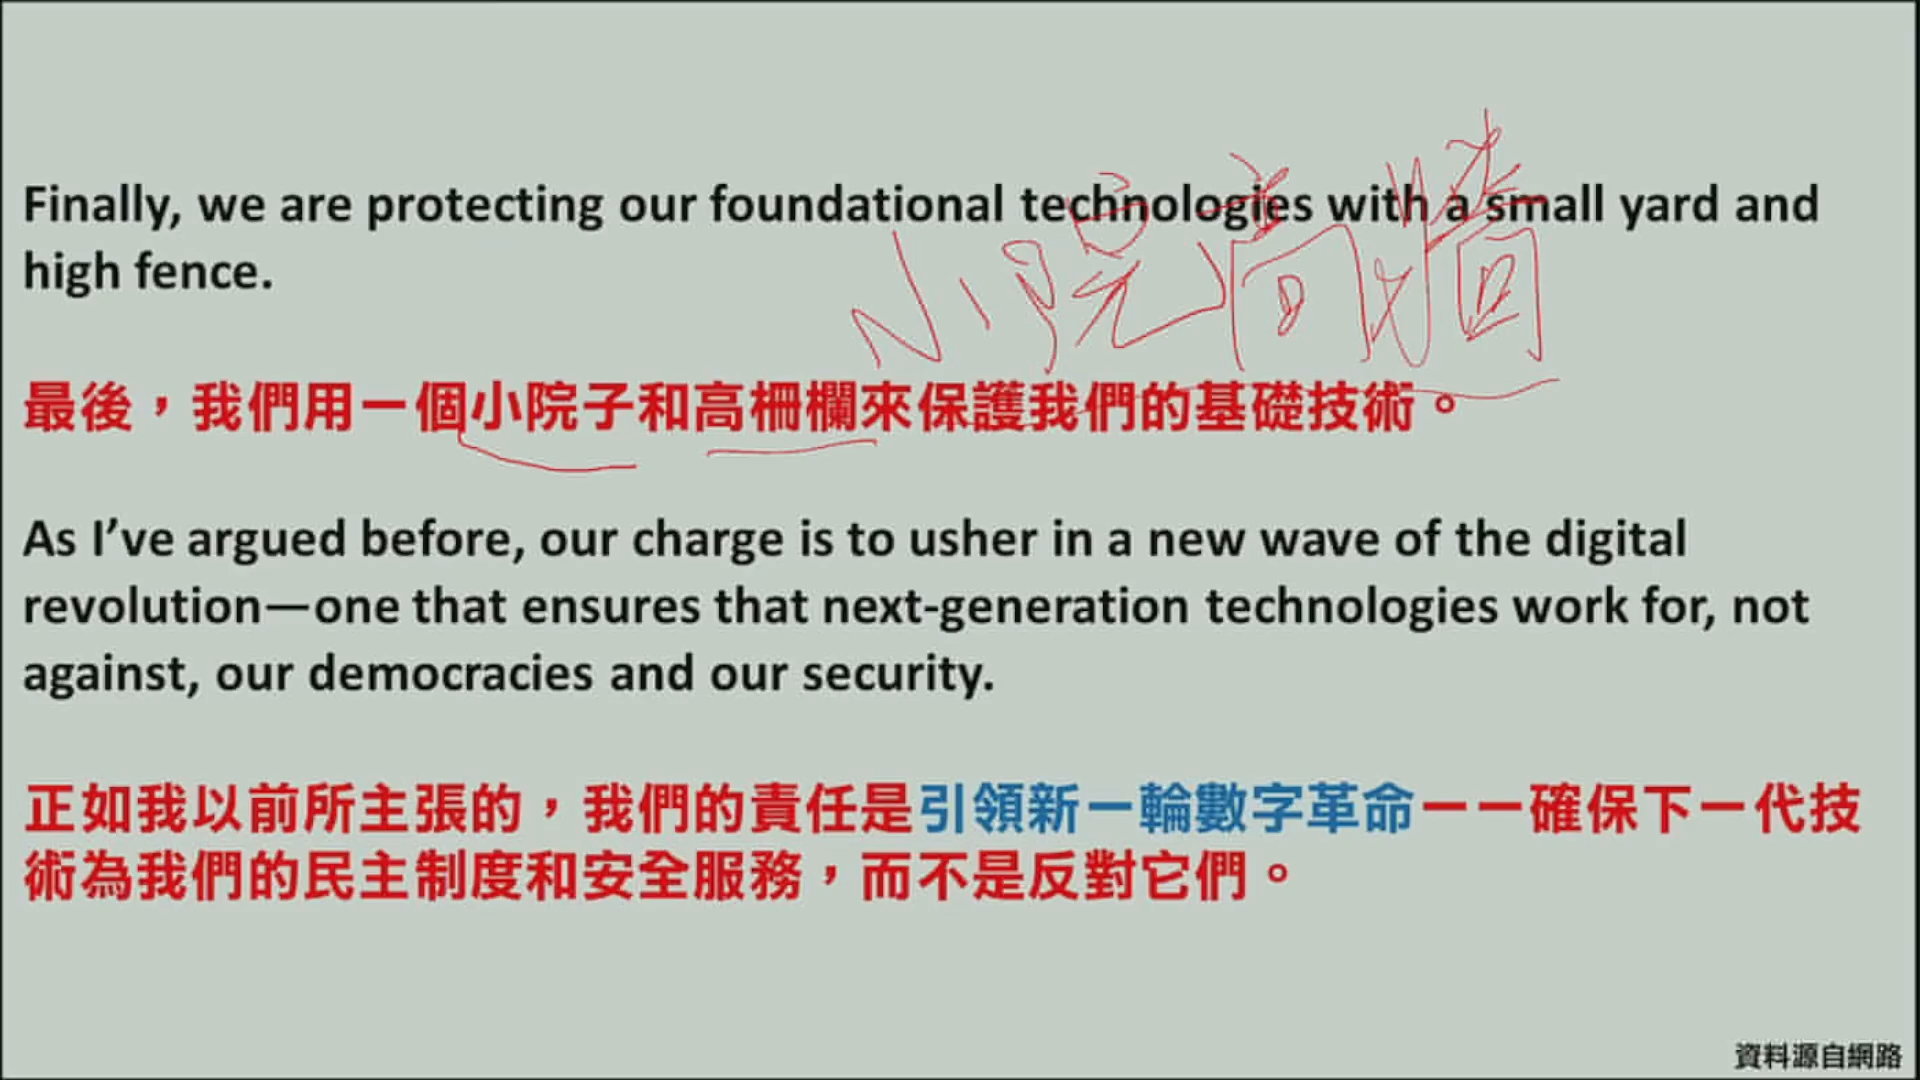 Finally, we are protecting our foundational technologies with a small yard and
high fence.
小院高牆
最後，我們用一個小院子和高柵欄來保護我們的基礎技術。
As I’ve argued before, our charge is to usher in a new wave of the digital
revolution—one that ensures that next-generation technologies work for, not
against, our democracies and our security.
正如我以前所主張的，我們的責任是引領新一輪數字革命一一確保下一代技
術為我們的民主制度和安全服務，而不是反對它們。
資料源自網路